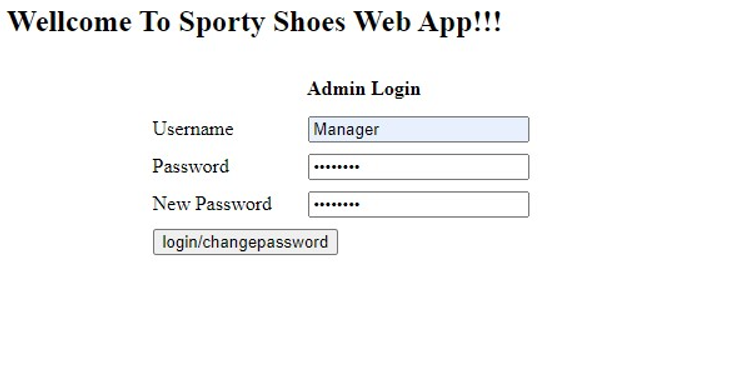 Wellcome To Sporty Shoes Web App!!!
Admin Login
Username Manager
Password ••••••••
New Password ••••••••
login/changepassword